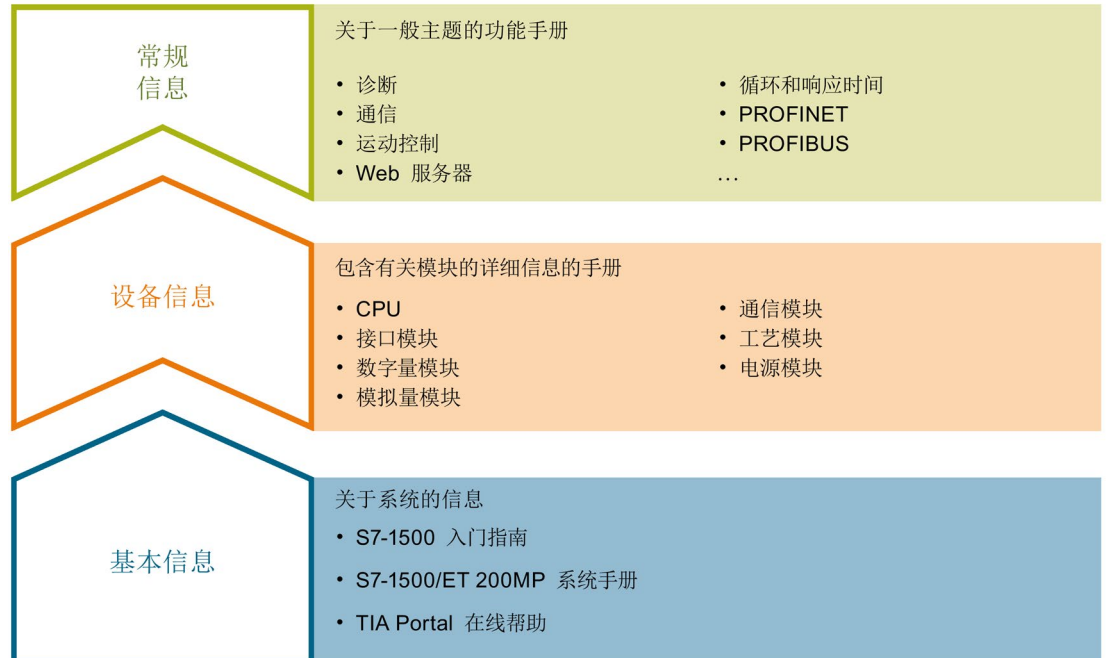 常规
信息
关于一般主题的功能手册
• 诊断
• 通信
• 运动控制
• Web 服务器
• 循环和响应时间
• PROFINET
• PROFIBUS
…
设备信息
包含有关模块的详细信息的手册
• CPU
• 接口模块
• 数字量模块
• 模拟量模块
• 通信模块
• 工艺模块
• 电源模块
基本信息
关于系统的信息
• S7-1500 入门指南
• S7-1500/ET 200MP 系统手册
• TIA Portal 在线帮助